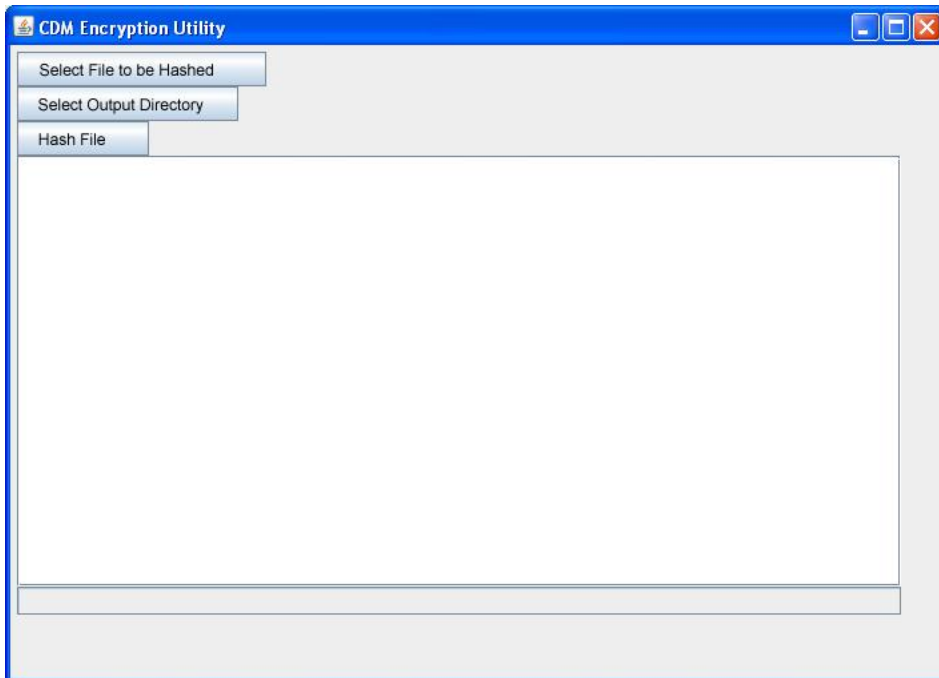 CDM Encryption Utility
Select File to be Hashed
Select Output Directory
Hash File